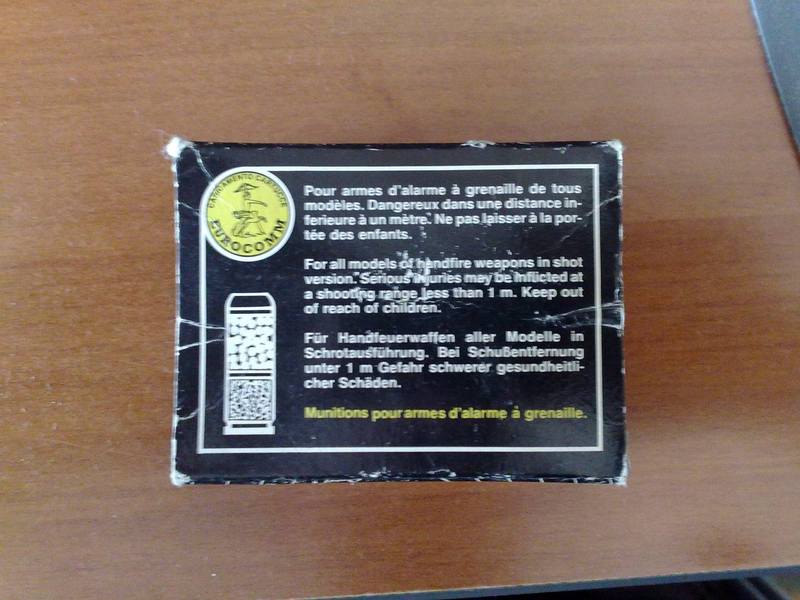 CARICAMENTO CARTUCCE
EUROCOMM
Pour armes d'alarme à grenaille de tous
modèles. Dangereux dans une distance in-
ferieure à un mètre. Ne pas laisser à la por-
tée des enfants.
For all models of handfire weapons in shot
version. Serious injuries may be inflicted at
a shooting range less than 1 m. Keep out
of reach of children.
Für Handfeuerwaffen aller Modelle in
Schrotausführung. Bei Schußentfernung
unter 1 m Gefahr schwerer gesundheitli-
cher Schäden.
Munitions pour armes d'alarme à grenaille.